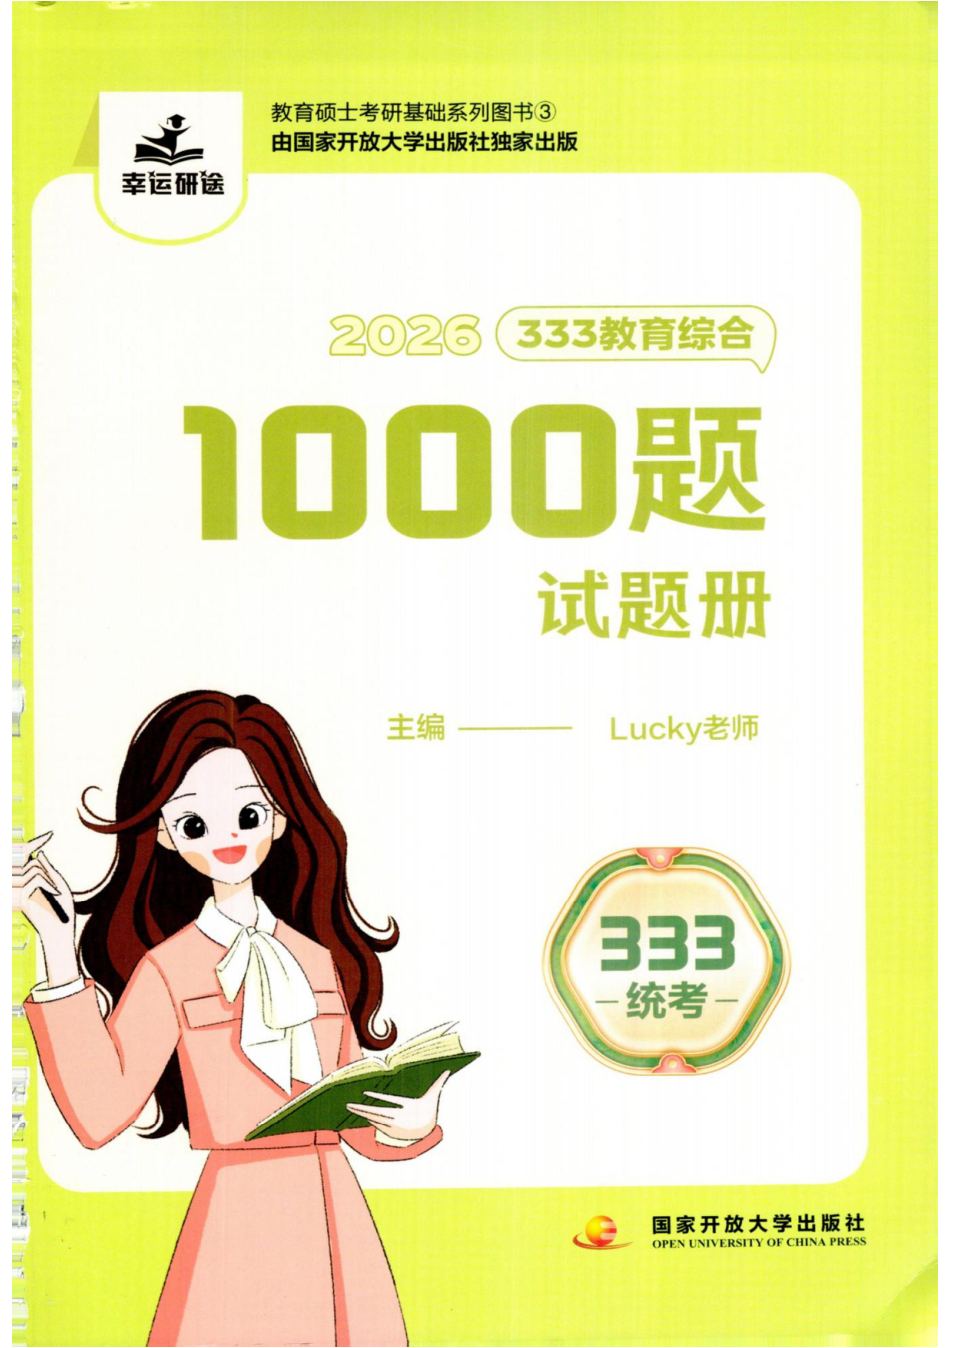 教育硕士考研基础系列图书③
由国家开放大学出版社独家出版
幸运研途
2026 333教育综合
1000题
试题册
主编 Lucky老师
333
统考
国家开放大学出版社
OPEN UNIVERSITY OF CHINA PRESS